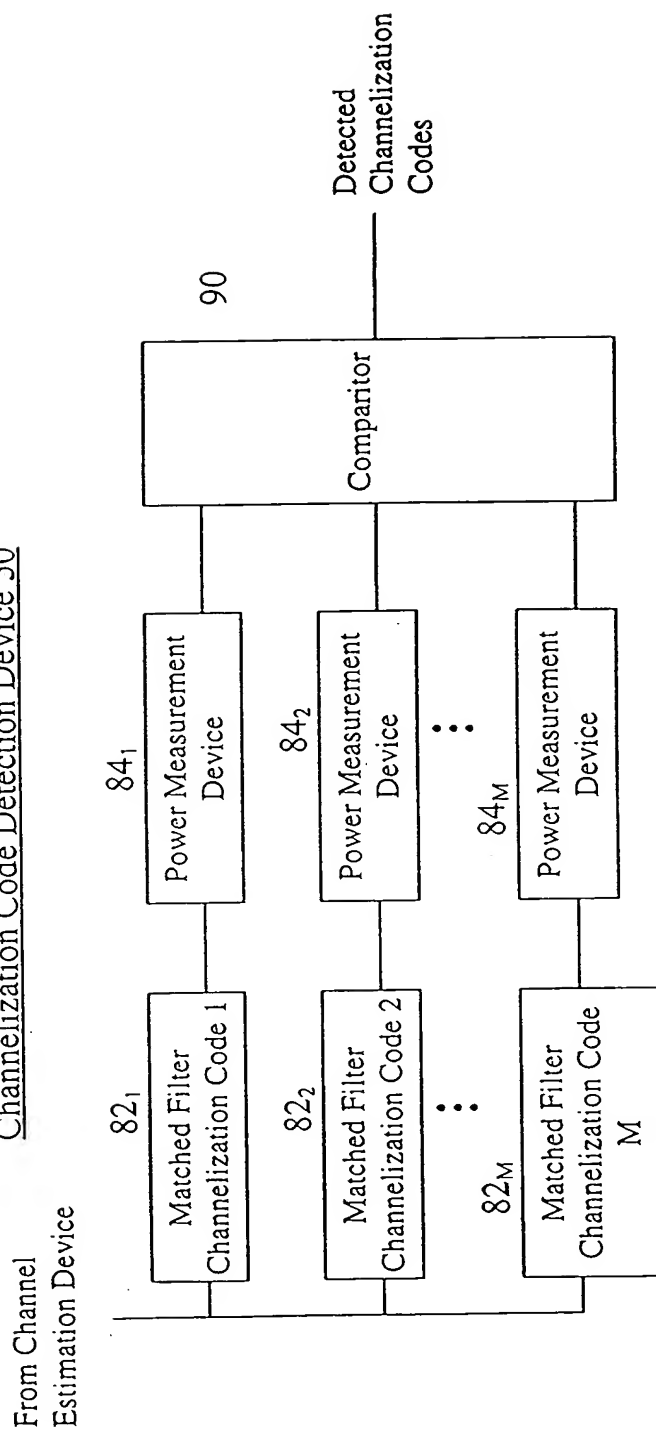 Channelization Code Detection Device 50
From Channel
Estimation Device
82₁
Matched Filter
Channelization Code 1
84₁
Power Measurement
Device
82₂
Matched Filter
Channelization Code 2
84₂
Power Measurement
Device
82ₘ
Matched Filter
Channelization Code
M
84ₘ
Power Measurement
Device
Comparitor
90
Detected
Channelization
Codes